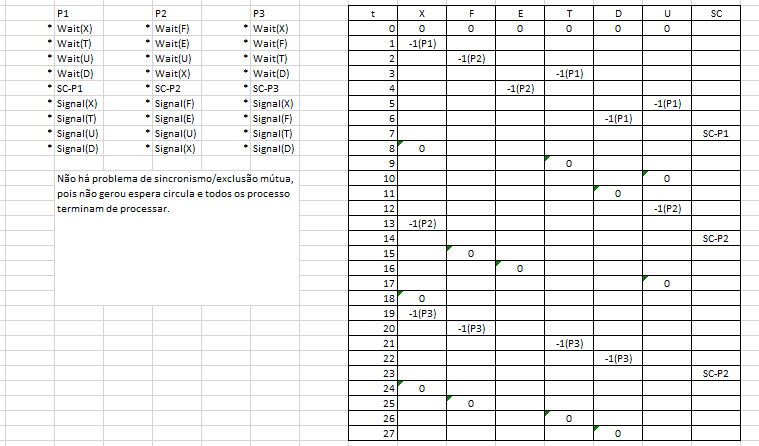 P1 P2 P3
* Wait(X) * Wait(F) * Wait(X)
* Wait(T) * Wait(E) * Wait(F)
* Wait(U) * Wait(U) * Wait(T)
* Wait(D) * Wait(X) * Wait(D)
* SC-P1 * SC-P2 * SC-P3
* Signal(X) * Signal(F) * Signal(X)
* Signal(T) * Signal(E) * Signal(F)
* Signal(U) * Signal(U) * Signal(T)
* Signal(D) * Signal(X) * Signal(D)
Não há problema de sincronismo/exclusão mútua,
pois não gerou espera circula e todos os processo
terminam de processar.
t X F E T D U SC
0 0 0 0 0 0 0
1 -1(P1)
2 -1(P2)
3 -1(P1)
4 -1(P2)
5 -1(P1)
6 -1(P1)
7 SC-P1
8 0
9 0
10 0
11 0
12 -1(P2)
13 -1(P2)
14 SC-P2
15 0
16 0
17 0
18 0
19 -1(P3)
20 -1(P3)
21 -1(P3)
22 -1(P3)
23 SC-P2
24 0
25 0
26 0
27 0